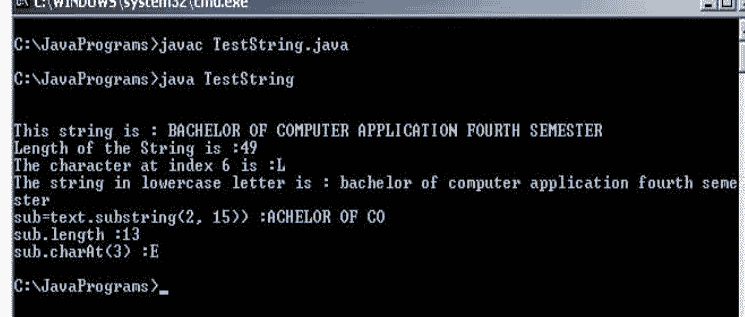 C:\WINDOWS\system32\cmd.exe
C:\JavaPrograms>javac TestString.java
C:\JavaPrograms>java TestString
This string is : BACHELOR OF COMPUTER APPLICATION FOURTH SEMESTER
Length of the String is :49
The character at index 6 is :L
The string in lowercase letter is : bachelor of computer application fourth seme
ster
sub=text.substring(2, 15)) :ACHELOR OF CO
sub.length :13
sub.charAt(3) :E
C:\JavaPrograms>_